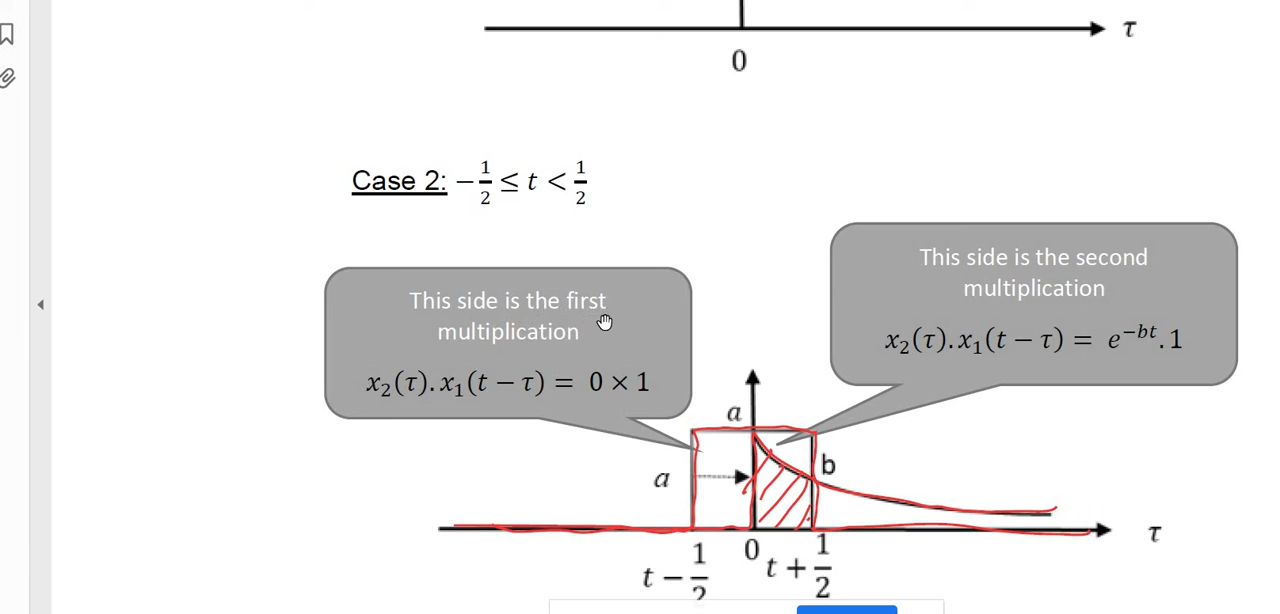 τ
0
Case 2: −1/2 ≤ t < 1/2
This side is the first
multiplication
x₂(τ).x₁(t − τ) = 0 × 1
This side is the second
multiplication
x₂(τ).x₁(t − τ) = e^−bt.1
a
a
b
τ
t − 1/2
0
t + 1/2